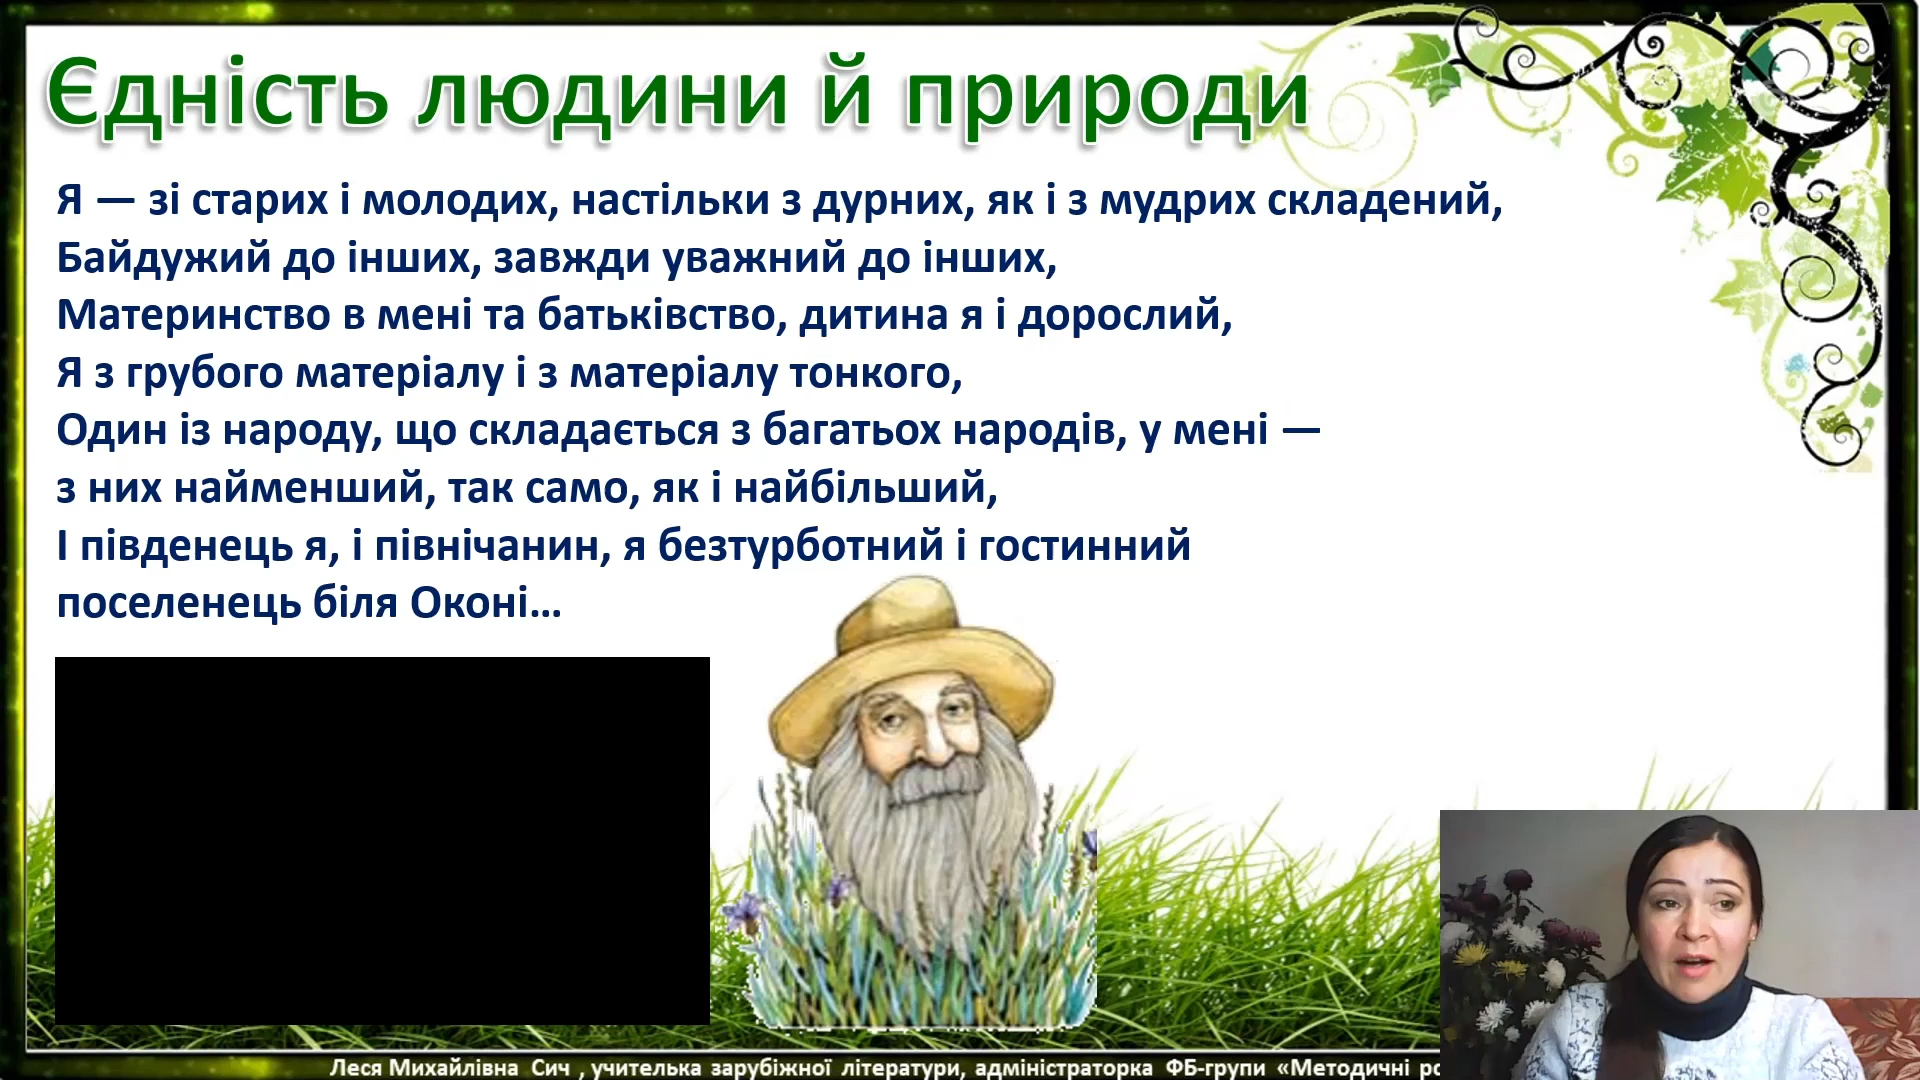 Єдність людини й природи
Я — зі старих і молодих, настільки з дурних, як і з мудрих складений,
Байдужий до інших, завжди уважний до інших,
Материнство в мені та батьківство, дитина я і дорослий,
Я з грубого матеріалу і з матеріалу тонкого,
Один із народу, що складається з багатьох народів, у мені —
з них найменший, так само, як і найбільший,
І південець я, і північанин, я безтурботний і гостинний
поселенець біля Оконі...
Леся Михайлівна Сич , учителька зарубіжної літератури, адміністраторка ФБ-групи «Методичні